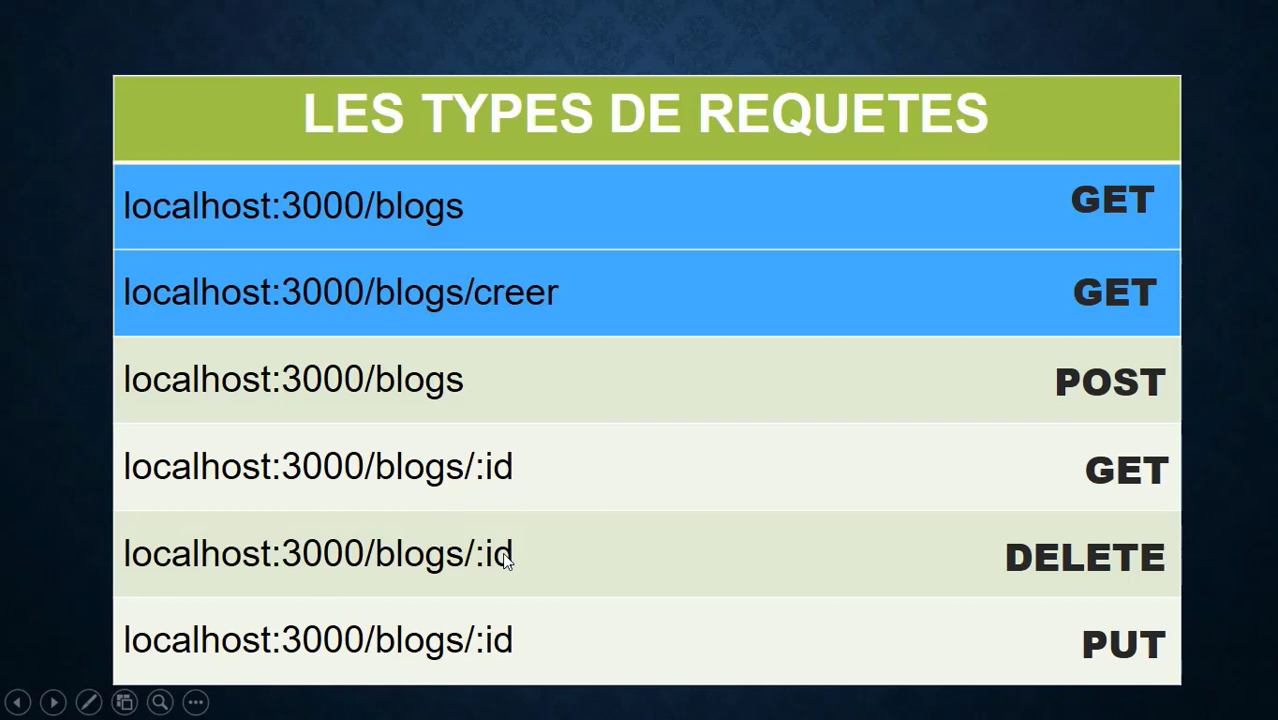 LES TYPES DE REQUETES
localhost:3000/blogs GET
localhost:3000/blogs/creer GET
localhost:3000/blogs POST
localhost:3000/blogs/:id GET
localhost:3000/blogs/:id DELETE
localhost:3000/blogs/:id PUT